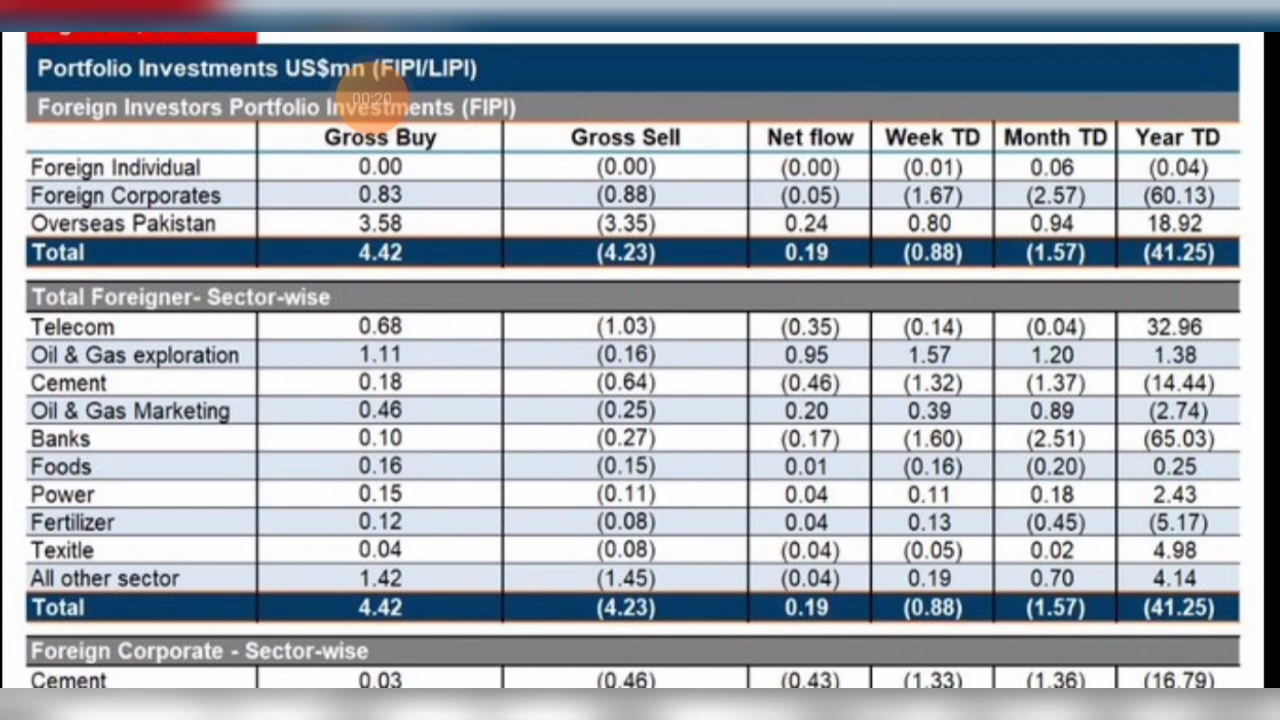 Portfolio Investments US$mn (FIPI/LIPI)
00:20
Foreign Investors Portfolio Investments (FIPI)
Gross Buy Gross Sell Net flow Week TD Month TD Year TD
Foreign Individual 0.00 (0.00) (0.00) (0.01) 0.06 (0.04)
Foreign Corporates 0.83 (0.88) (0.05) (1.67) (2.57) (60.13)
Overseas Pakistan 3.58 (3.35) 0.24 0.80 0.94 18.92
Total 4.42 (4.23) 0.19 (0.88) (1.57) (41.25)
Total Foreigner- Sector-wise
Telecom 0.68 (1.03) (0.35) (0.14) (0.04) 32.96
Oil & Gas exploration 1.11 (0.16) 0.95 1.57 1.20 1.38
Cement 0.18 (0.64) (0.46) (1.32) (1.37) (14.44)
Oil & Gas Marketing 0.46 (0.25) 0.20 0.39 0.89 (2.74)
Banks 0.10 (0.27) (0.17) (1.60) (2.51) (65.03)
Foods 0.16 (0.15) 0.01 (0.16) (0.20) 0.25
Power 0.15 (0.11) 0.04 0.11 0.18 2.43
Fertilizer 0.12 (0.08) 0.04 0.13 (0.45) (5.17)
Texitle 0.04 (0.08) (0.04) (0.05) 0.02 4.98
All other sector 1.42 (1.45) (0.04) 0.19 0.70 4.14
Total 4.42 (4.23) 0.19 (0.88) (1.57) (41.25)
Foreign Corporate - Sector-wise
Cement 0.03 (0.46) (0.43) (1.33) (1.36) (16.79)